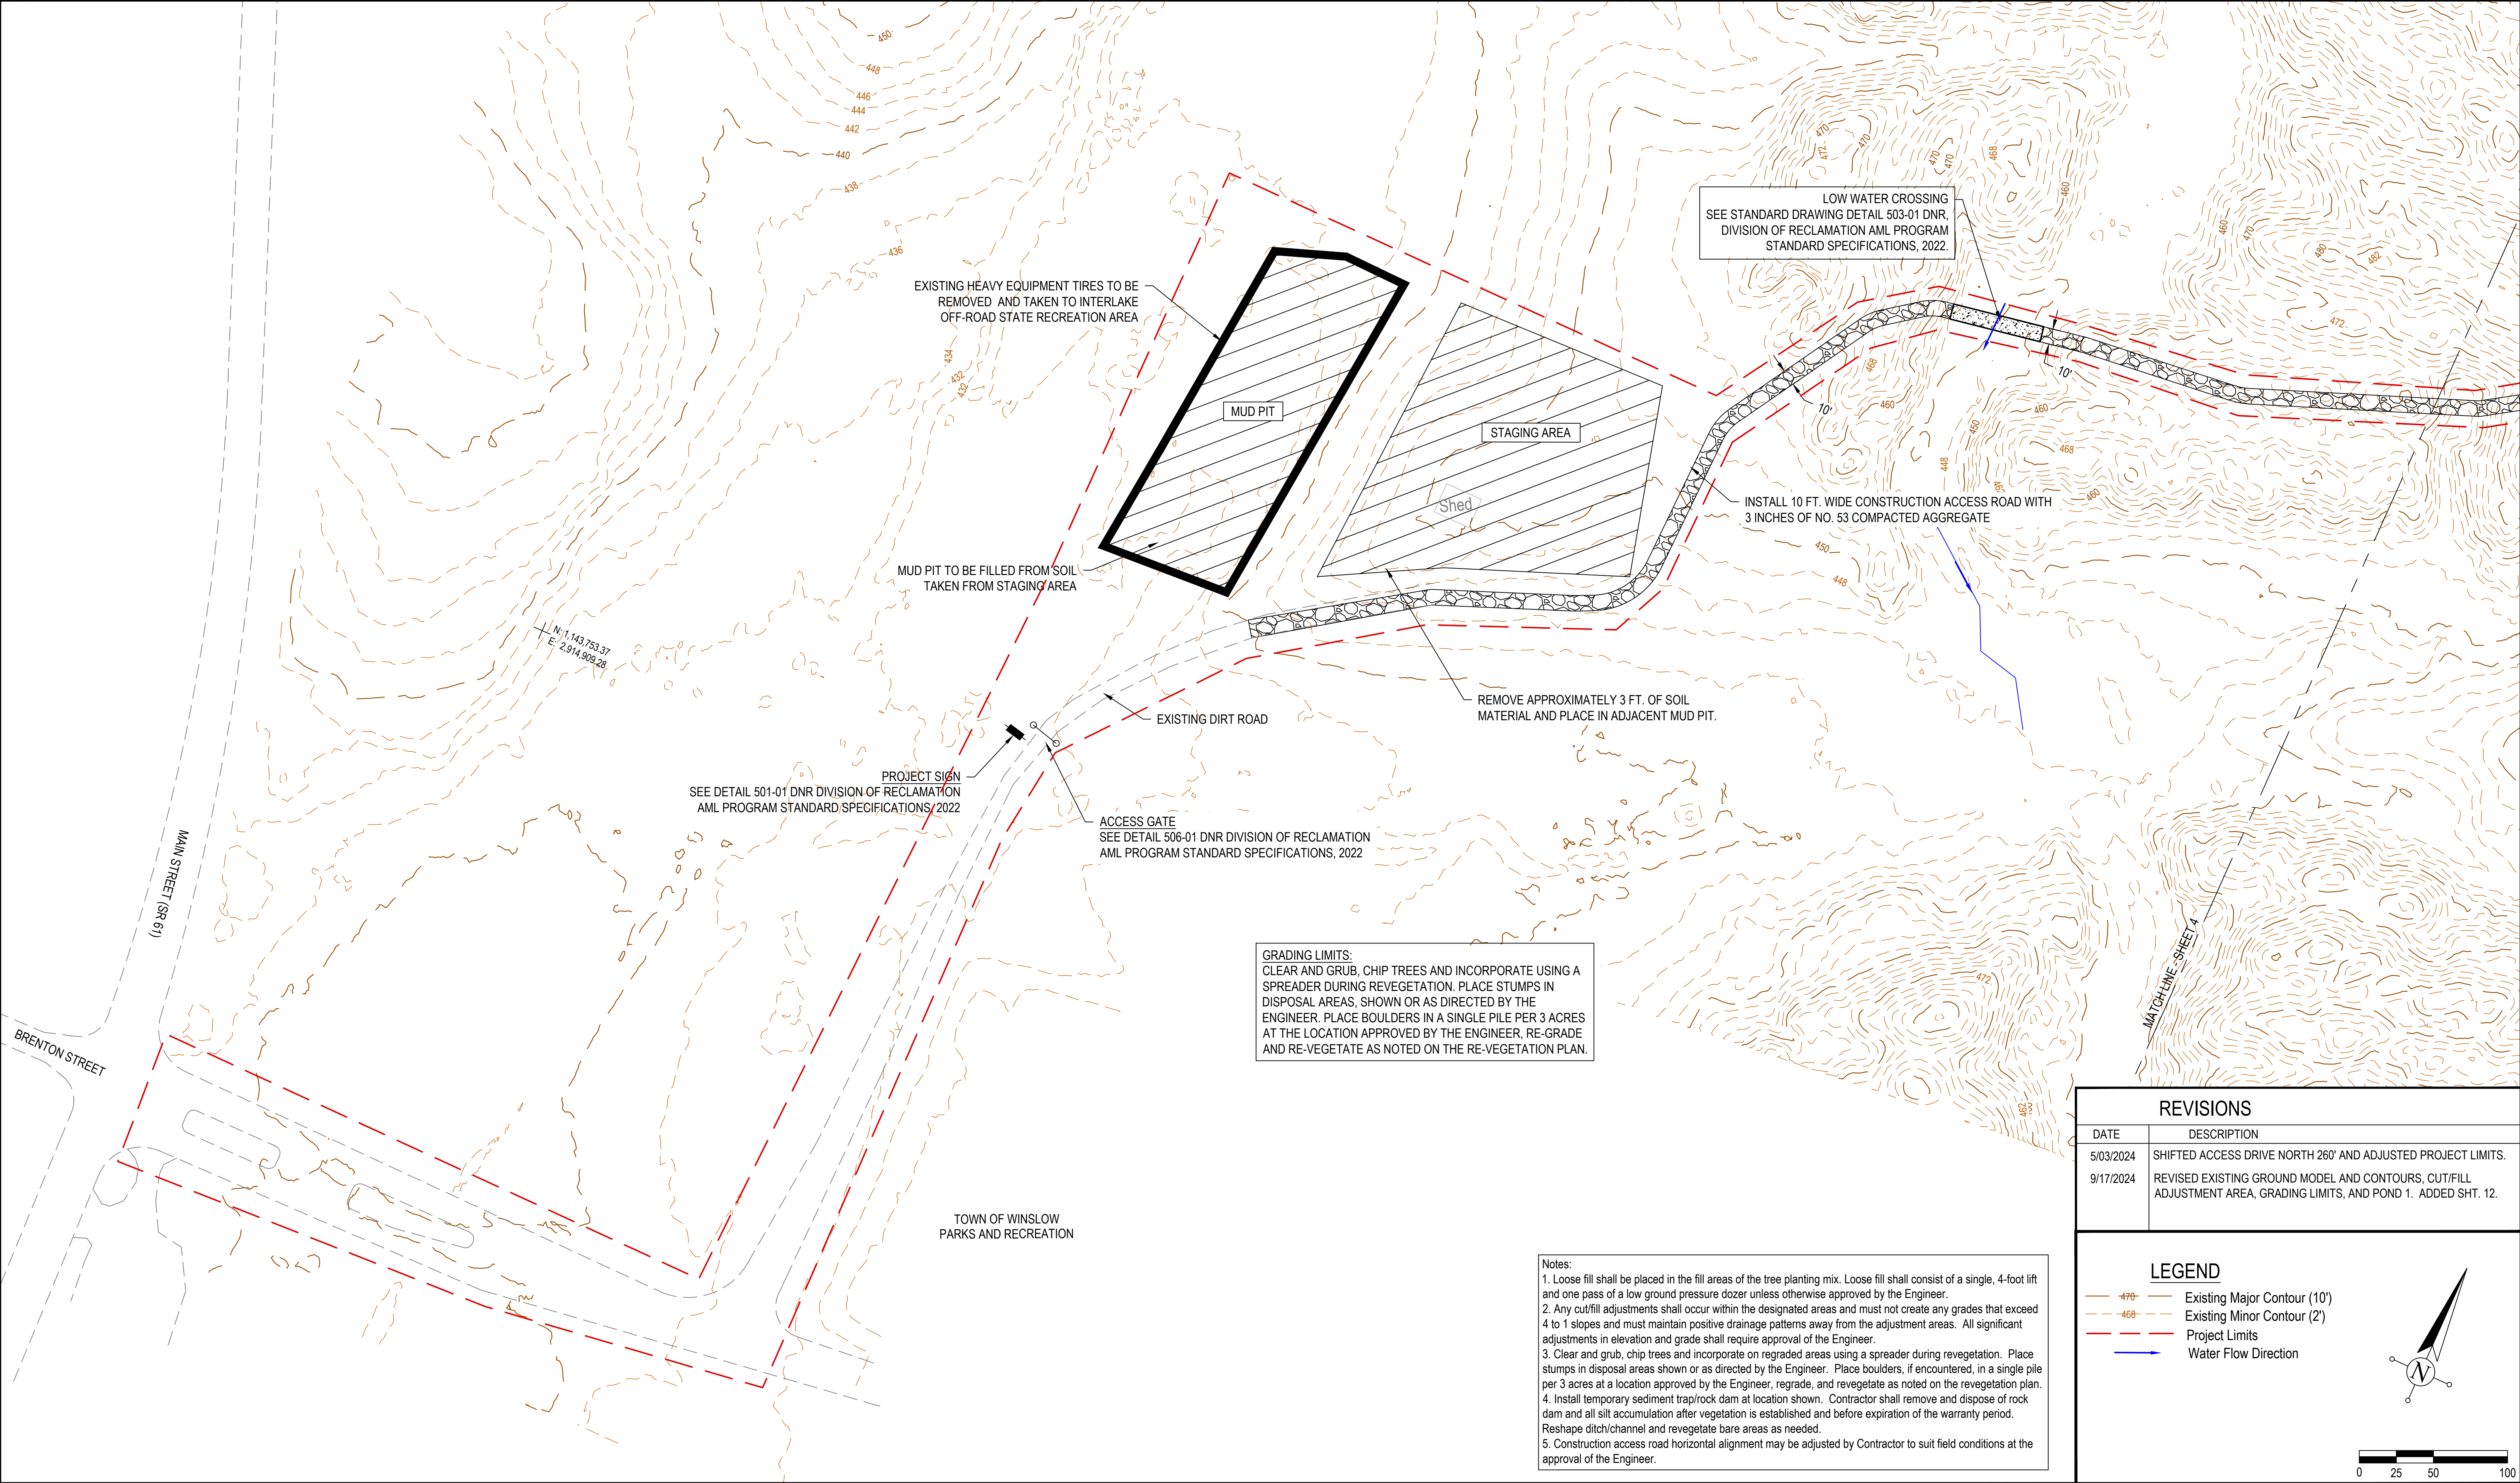 450
448
446
444
442
440
438
436
434
432
432
EXISTING HEAVY EQUIPMENT TIRES TO BE
REMOVED AND TAKEN TO INTERLAKE
OFF-ROAD STATE RECREATION AREA
MUD PIT
STAGING AREA
Shed
LOW WATER CROSSING
SEE STANDARD DRAWING DETAIL 503-01 DNR,
DIVISION OF RECLAMATION AML PROGRAM
STANDARD SPECIFICATIONS, 2022.
470
472
470
470
470
468
460
460
470
480
482
472
10'
10'
468
460
450
448
460
468
460
INSTALL 10 FT. WIDE CONSTRUCTION ACCESS ROAD WITH
3 INCHES OF NO. 53 COMPACTED AGGREGATE
450
448
MUD PIT TO BE FILLED FROM SOIL
TAKEN FROM STAGING AREA
N: 1,143,753.37
E: 2,914,909.28
REMOVE APPROXIMATELY 3 FT. OF SOIL
MATERIAL AND PLACE IN ADJACENT MUD PIT.
EXISTING DIRT ROAD
PROJECT SIGN
SEE DETAIL 501-01 DNR DIVISION OF RECLAMATION
AML PROGRAM STANDARD SPECIFICATIONS, 2022
ACCESS GATE
SEE DETAIL 506-01 DNR DIVISION OF RECLAMATION
AML PROGRAM STANDARD SPECIFICATIONS, 2022
MAIN STREET (SR 61)
BRENTON STREET
GRADING LIMITS:
CLEAR AND GRUB, CHIP TREES AND INCORPORATE USING A
SPREADER DURING REVEGETATION. PLACE STUMPS IN
DISPOSAL AREAS, SHOWN OR AS DIRECTED BY THE
ENGINEER. PLACE BOULDERS IN A SINGLE PILE PER 3 ACRES
AT THE LOCATION APPROVED BY THE ENGINEER, RE-GRADE
AND RE-VEGETATE AS NOTED ON THE RE-VEGETATION PLAN.
472
MATCH LINE - SHEET 4
462
TOWN OF WINSLOW
PARKS AND RECREATION
REVISIONS
DATE DESCRIPTION
5/03/2024 SHIFTED ACCESS DRIVE NORTH 260' AND ADJUSTED PROJECT LIMITS.
9/17/2024 REVISED EXISTING GROUND MODEL AND CONTOURS, CUT/FILL
ADJUSTMENT AREA, GRADING LIMITS, AND POND 1. ADDED SHT. 12.
Notes:
1. Loose fill shall be placed in the fill areas of the tree planting mix. Loose fill shall consist of a single, 4-foot lift
and one pass of a low ground pressure dozer unless otherwise approved by the Engineer.
2. Any cut/fill adjustments shall occur within the designated areas and must not create any grades that exceed
4 to 1 slopes and must maintain positive drainage patterns away from the adjustment areas. All significant
adjustments in elevation and grade shall require approval of the Engineer.
3. Clear and grub, chip trees and incorporate on regraded areas using a spreader during revegetation. Place
stumps in disposal areas shown or as directed by the Engineer. Place boulders, if encountered, in a single pile
per 3 acres at a location approved by the Engineer, regrade, and revegetate as noted on the revegetation plan.
4. Install temporary sediment trap/rock dam at location shown. Contractor shall remove and dispose of rock
dam and all silt accumulation after vegetation is established and before expiration of the warranty period.
Reshape ditch/channel and revegetate bare areas as needed.
5. Construction access road horizontal alignment may be adjusted by Contractor to suit field conditions at the
approval of the Engineer.
LEGEND
470 Existing Major Contour (10')
468 Existing Minor Contour (2')
Project Limits
Water Flow Direction
N
0 25 50 100